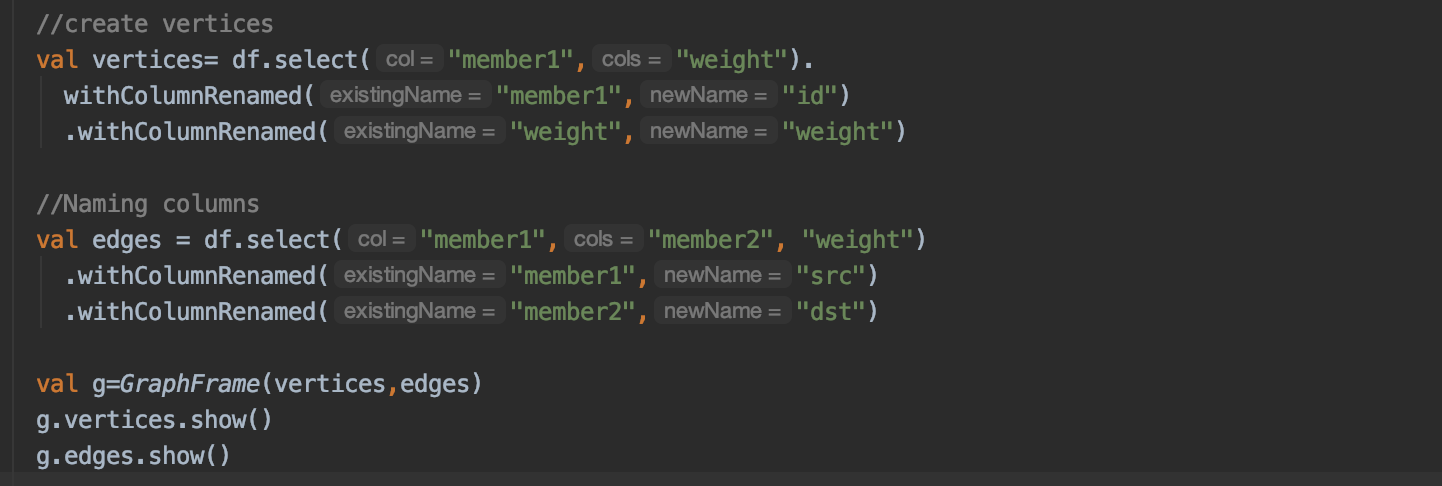 //create vertices
val vertices= df.select( col = "member1", cols = "weight").
withColumnRenamed( existingName = "member1", newName = "id")
.withColumnRenamed( existingName = "weight", newName = "weight")
//Naming columns
val edges = df.select( col = "member1", cols = "member2", "weight")
.withColumnRenamed( existingName = "member1", newName = "src")
.withColumnRenamed( existingName = "member2", newName = "dst")
val g=GraphFrame(vertices,edges)
g.vertices.show()
g.edges.show()